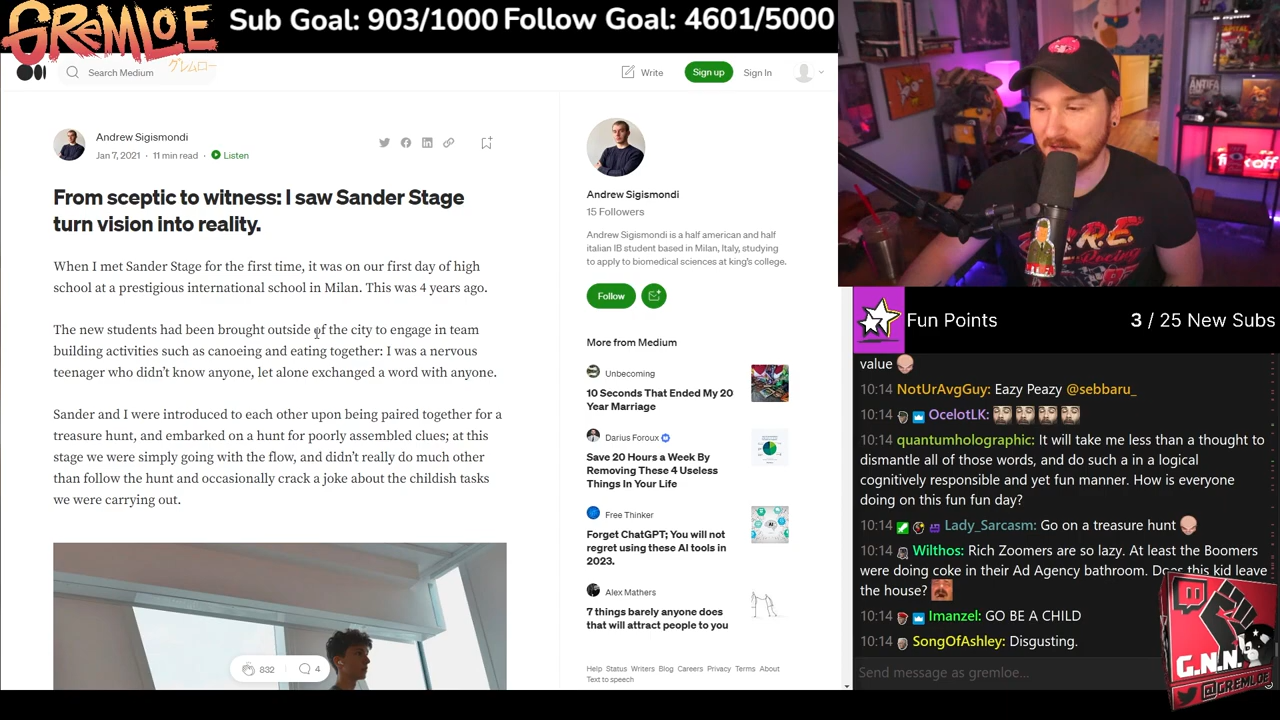 GREMLOE
グレムロー
Sub Goal: 903/1000 Follow Goal: 4601/5000
Search Medium
Write
Sign up
Sign In
Andrew Sigismondi
Jan 7, 2021 · 11 min read · Listen
From sceptic to witness: I saw Sander Stage
turn vision into reality.
When I met Sander Stage for the first time, it was on our first day of high
school at a prestigious international school in Milan. This was 4 years ago.
The new students had been brought outside of the city to engage in team
building activities such as canoeing and eating together: I was a nervous
teenager who didn't know anyone, let alone exchanged a word with anyone.
Sander and I were introduced to each other upon being paired together for a
treasure hunt, and embarked on a hunt for poorly assembled clues; at this
stage we were simply going with the flow, and didn't really do much other
than follow the hunt and occasionally crack a joke about the childish tasks
we were carrying out.
832
4
Andrew Sigismondi
15 Followers
Andrew Sigismondi is a half american and half
italian IB student based in Milan, Italy, studying
to apply to biomedical sciences at king's college.
Follow
More from Medium
Unbecoming
10 Seconds That Ended My 20
Year Marriage
Darius Foroux
Save 20 Hours a Week By
Removing These 4 Useless
Things In Your Life
Free Thinker
Forget ChatGPT; You will not
regret using these AI tools in
2023.
Alex Mathers
7 things barely anyone does
that will attract people to you
Help Status Writers Blog Careers Privacy Terms About
Text to speech
ANTIFA
Fun Points
3 / 25 New Subs
value
10:14 NotUrAvgGuy: Eazy Peazy @sebbaru_
10:14 OcelotLK:
10:14 quantumholographic: It will take me less than a thought to
dismantle all of those words, and do such a in a logical
cognitively responsible and yet fun manner. How is everyone
doing on this fun fun day?
10:14 Lady_Sarcasm: Go on a treasure hunt
10:14 Wilthos: Rich Zoomers are so lazy. At least the Boomers
were doing coke in their Ad Agency bathroom. Does this kid leave
the house?
10:14 Imanzel: GO BE A CHILD
10:14 SongOfAshley: Disgusting.
Send message as gremloe...
G.N.N.
@GREMLOE